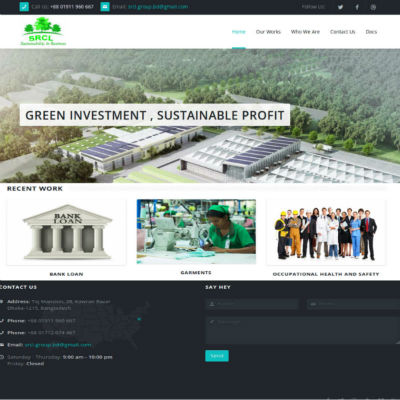 Call Us: +88 01911 960 667 Email: srcl.group.bd@gmail.com Follow Us:
SRCL
Sustainability in Business
Home Our Works Who We Are Contact Us Docs
GREEN INVESTMENT , SUSTAINABLE PROFIT
RECENT WORK
BANK
LOAN
BANK LOAN
GARMENTS
OCCUPATIONAL HEALTH AND SAFETY
CONTACT US
Address: Taj Mansion, 28, Kawran Bazar
Dhaka-1215, Bangladesh
Phone: +88 01911 960 667
Phone: +88 01772 074 467
Email: srcl.group.bd@gmail.com
Saturday - Thursday: 9:00 am - 10:00 pm
Friday: Closed
SAY HEY
Name
Message
Send